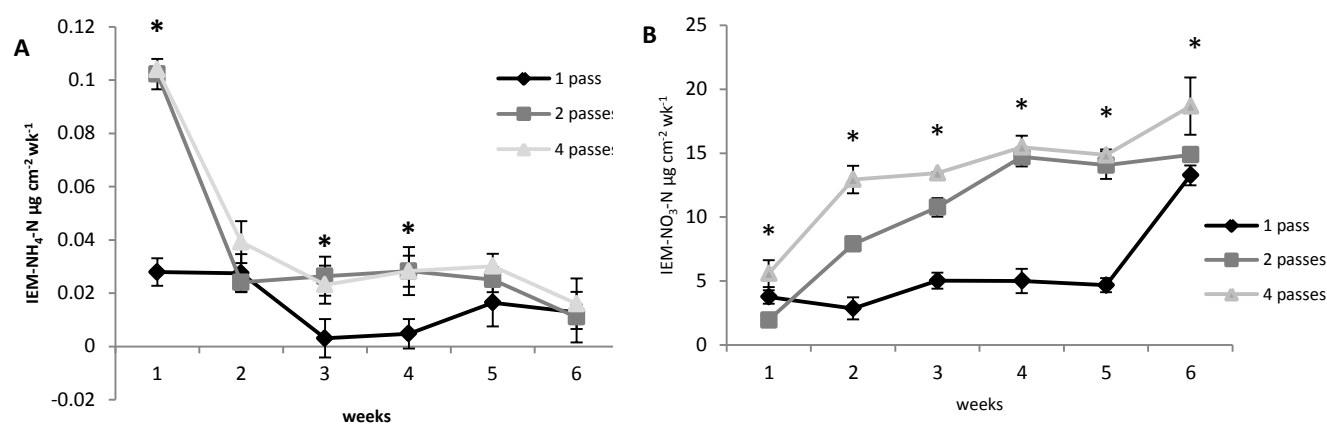 A
IEM-NH4-N µg cm-2 wk-1
0.12
0.1
0.08
0.06
0.04
0.02
0
-0.02
*
*
*
1 pass
2 passes
4 passes
1 2 3 4 5 6
weeks
B
IEM-NO3-N µg cm-2 wk-1
25
20
15
10
5
0
*
*
*
*
*
*
1 pass
2 passes
4 passes
1 2 3 4 5 6
weeks